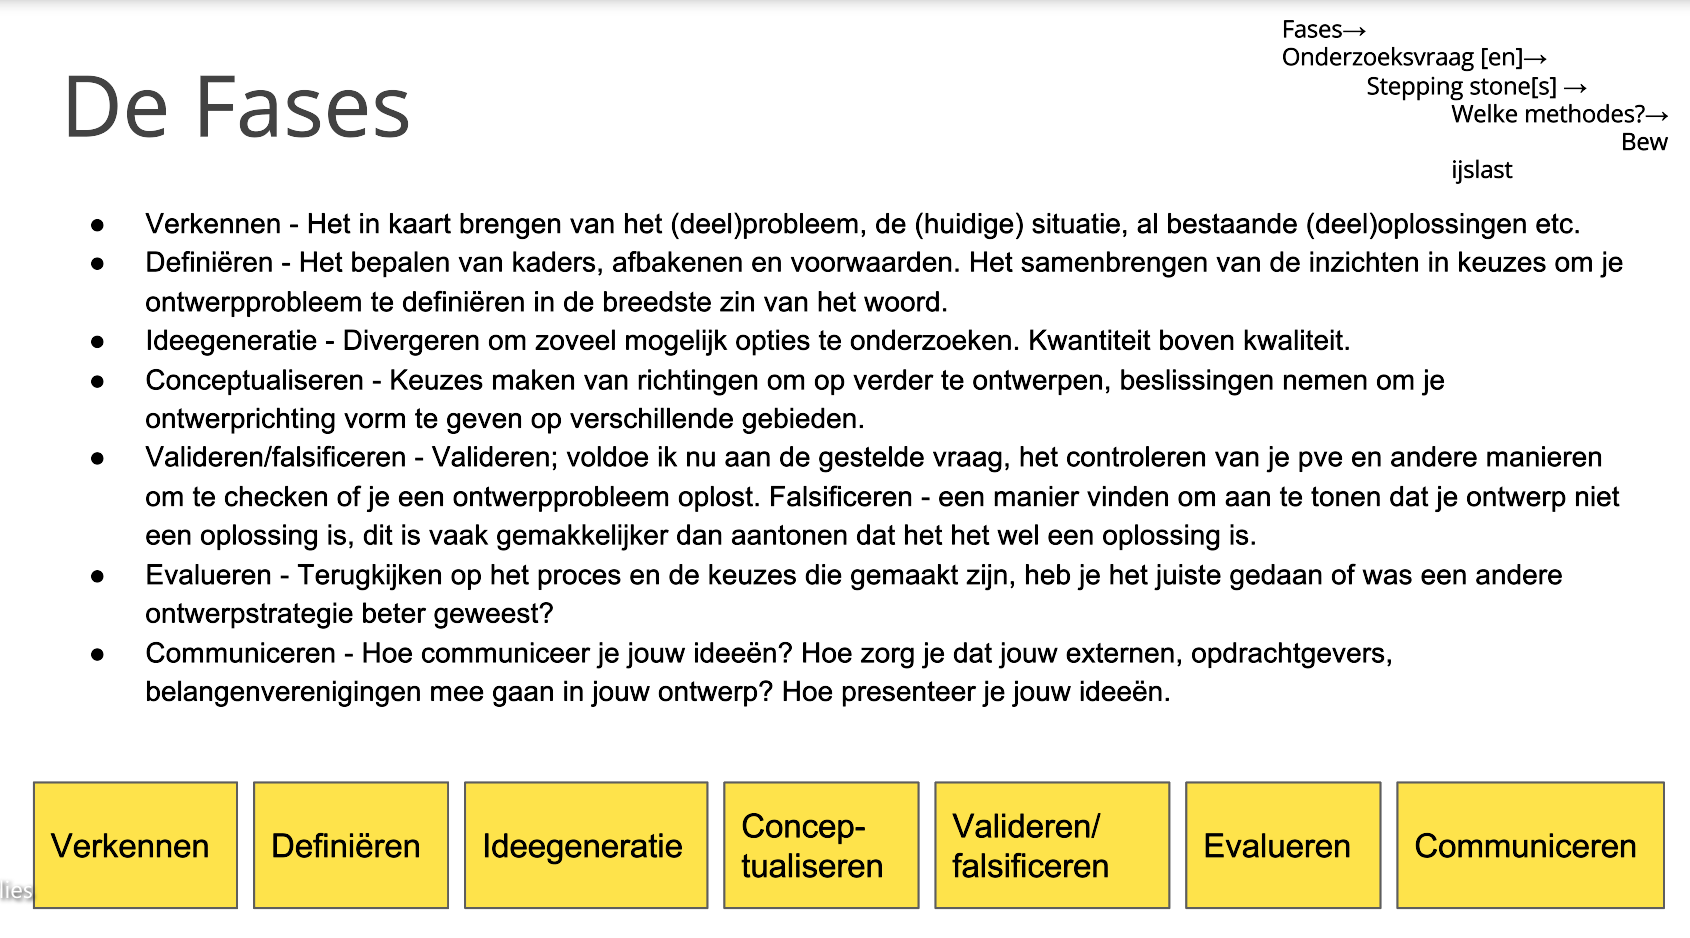 Fases→
Onderzoeksvraag [en]→
Stepping stone[s] →
Welke methodes?→
Bew
ijslast
De Fases
● Verkennen - Het in kaart brengen van het (deel)probleem, de (huidige) situatie, al bestaande (deel)oplossingen etc.
● Definiëren - Het bepalen van kaders, afbakenen en voorwaarden. Het samenbrengen van de inzichten in keuzes om je
ontwerpprobleem te definiëren in de breedste zin van het woord.
● Ideegeneratie - Divergeren om zoveel mogelijk opties te onderzoeken. Kwantiteit boven kwaliteit.
● Conceptualiseren - Keuzes maken van richtingen om op verder te ontwerpen, beslissingen nemen om je
ontwerprichting vorm te geven op verschillende gebieden.
● Valideren/falsificeren - Valideren; voldoe ik nu aan de gestelde vraag, het controleren van je pve en andere manieren
om te checken of je een ontwerpprobleem oplost. Falsificeren - een manier vinden om aan te tonen dat je ontwerp niet
een oplossing is, dit is vaak gemakkelijker dan aantonen dat het het wel een oplossing is.
● Evalueren - Terugkijken op het proces en de keuzes die gemaakt zijn, heb je het juiste gedaan of was een andere
ontwerpstrategie beter geweest?
● Communiceren - Hoe communiceer je jouw ideeën? Hoe zorg je dat jouw externen, opdrachtgevers,
belangenverenigingen mee gaan in jouw ontwerp? Hoe presenteer je jouw ideeën.
Verkennen
Definiëren
Ideegeneratie
Concep-
tualiseren
Valideren/
falsificeren
Evalueren
Communiceren
lies